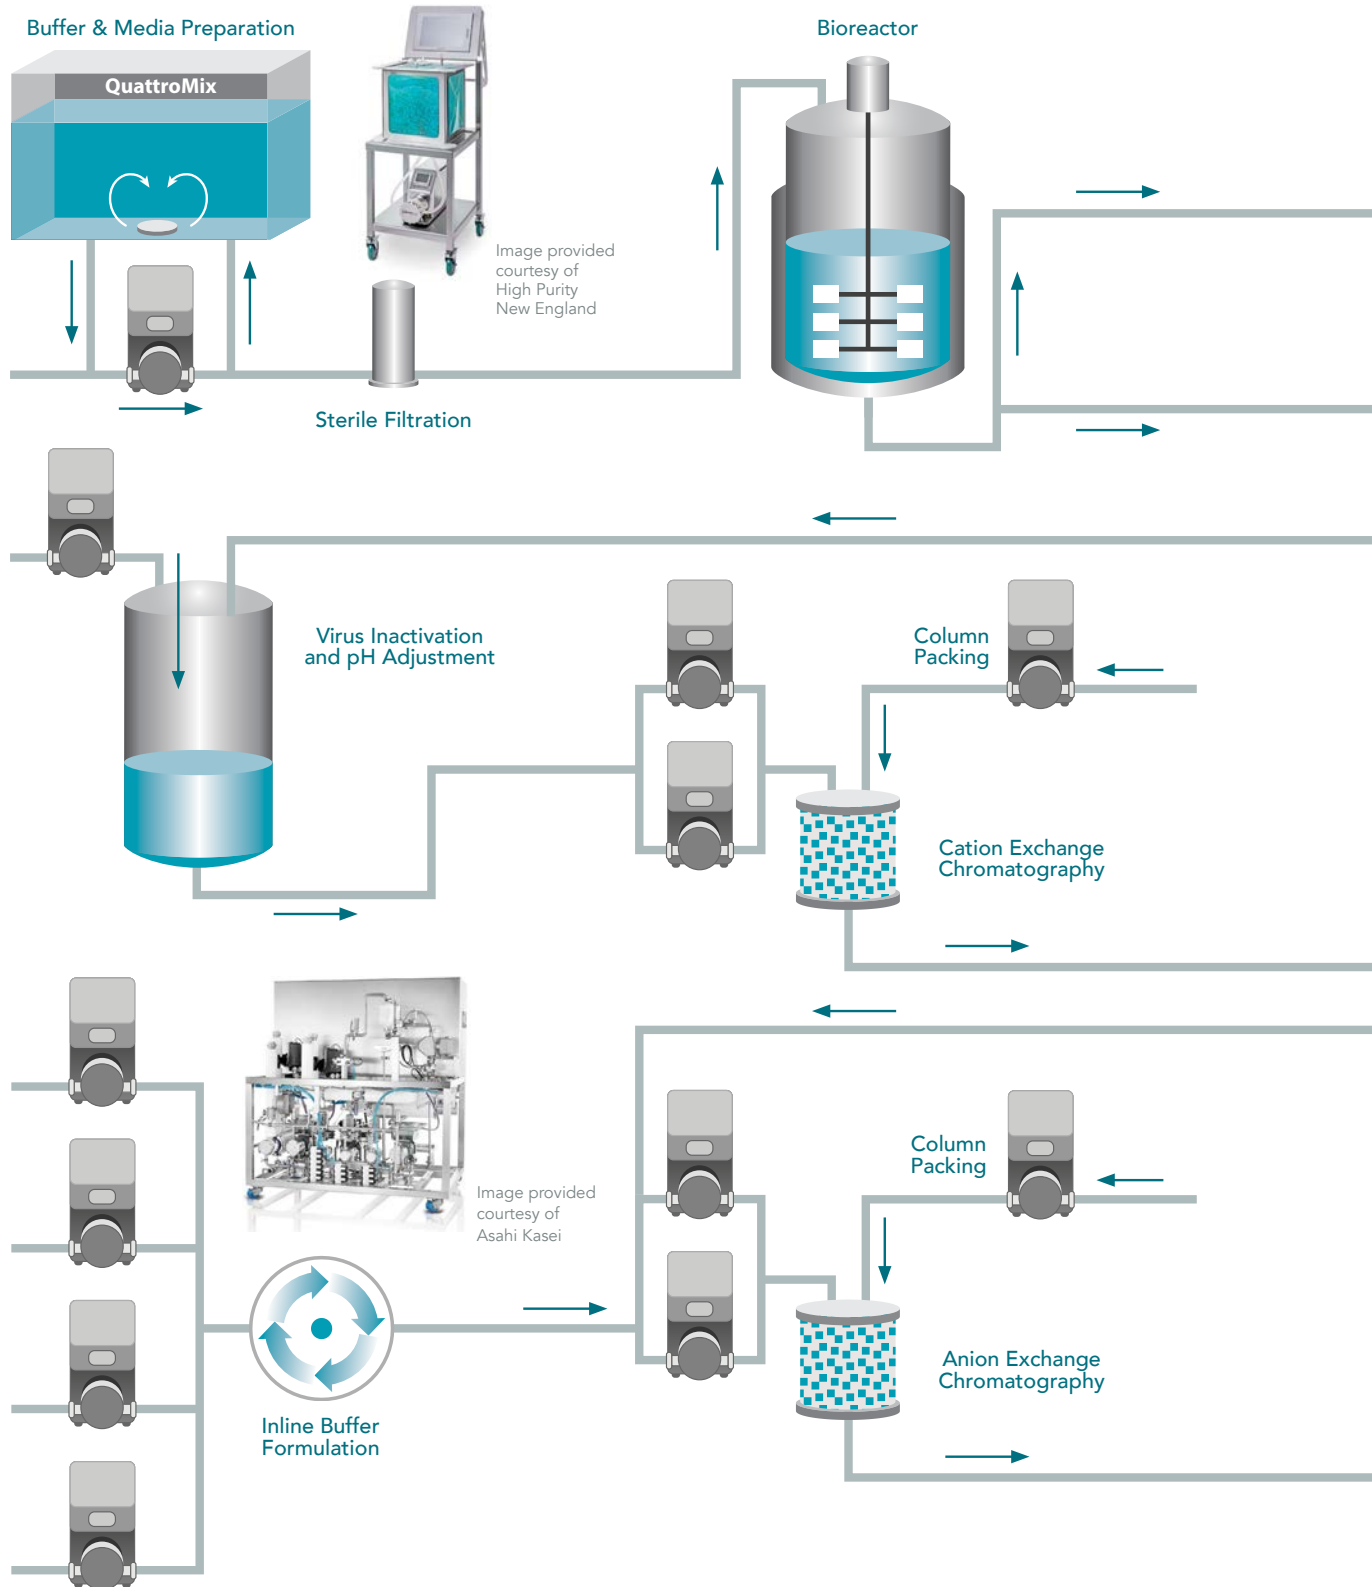 Buffer & Media Preparation
QuattroMix
Image provided
courtesy of
High Purity
New England
Bioreactor
Sterile Filtration
Virus Inactivation
and pH Adjustment
Column
Packing
Cation Exchange
Chromatography
Image provided
courtesy of
Asahi Kasei
Inline Buffer
Formulation
Column
Packing
Anion Exchange
Chromatography